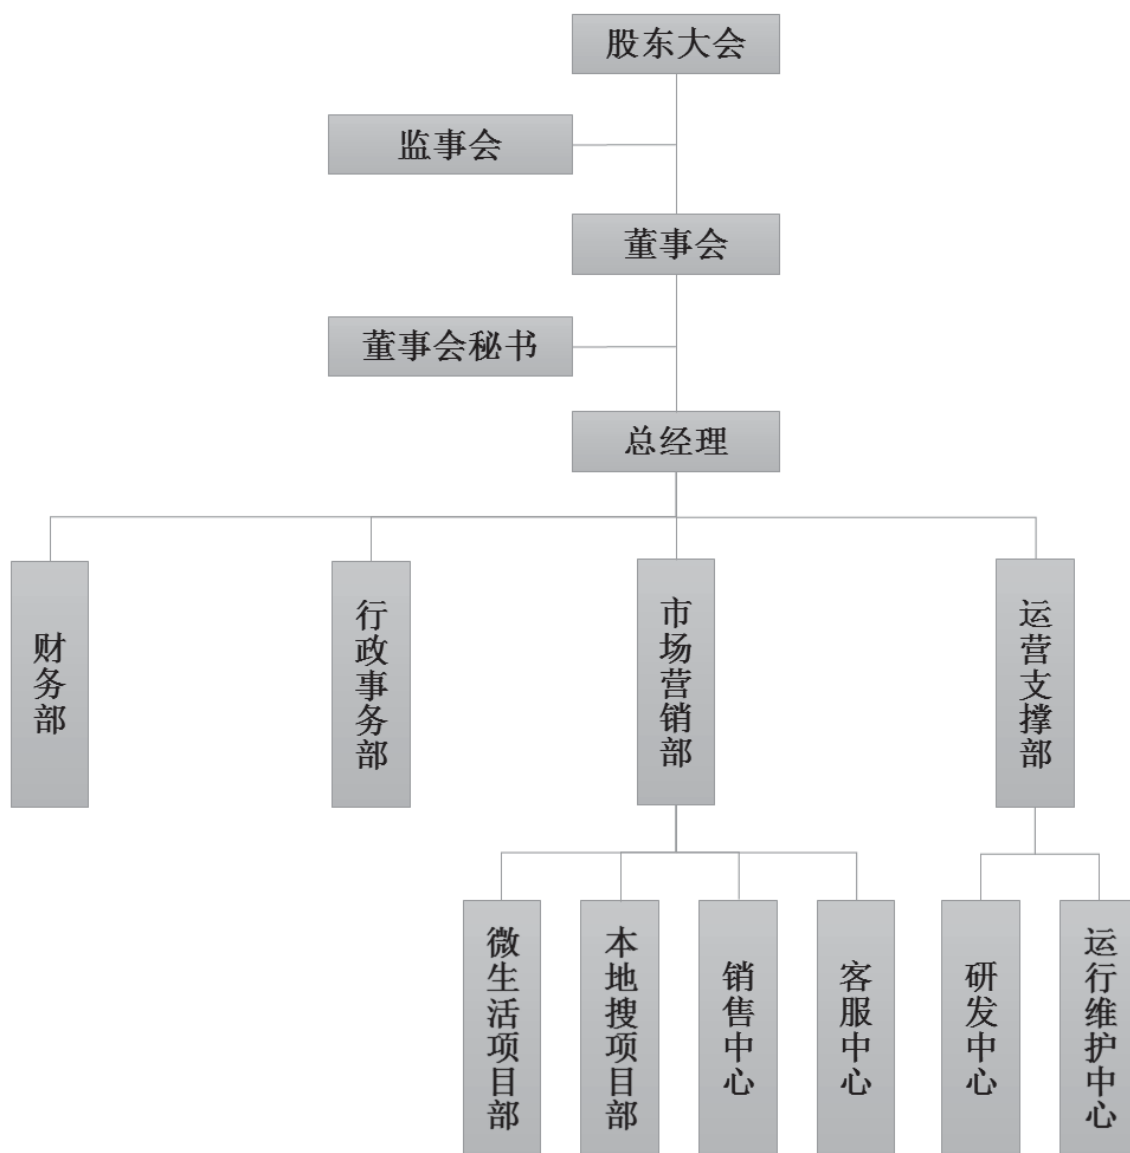 股东大会
监事会
董事会
董事会秘书
总经理
财务部
行政事务部
市场营销部
运营支撑部
微生活项目部
本地搜项目部
销售中心
客服中心
研发中心
运行维护中心